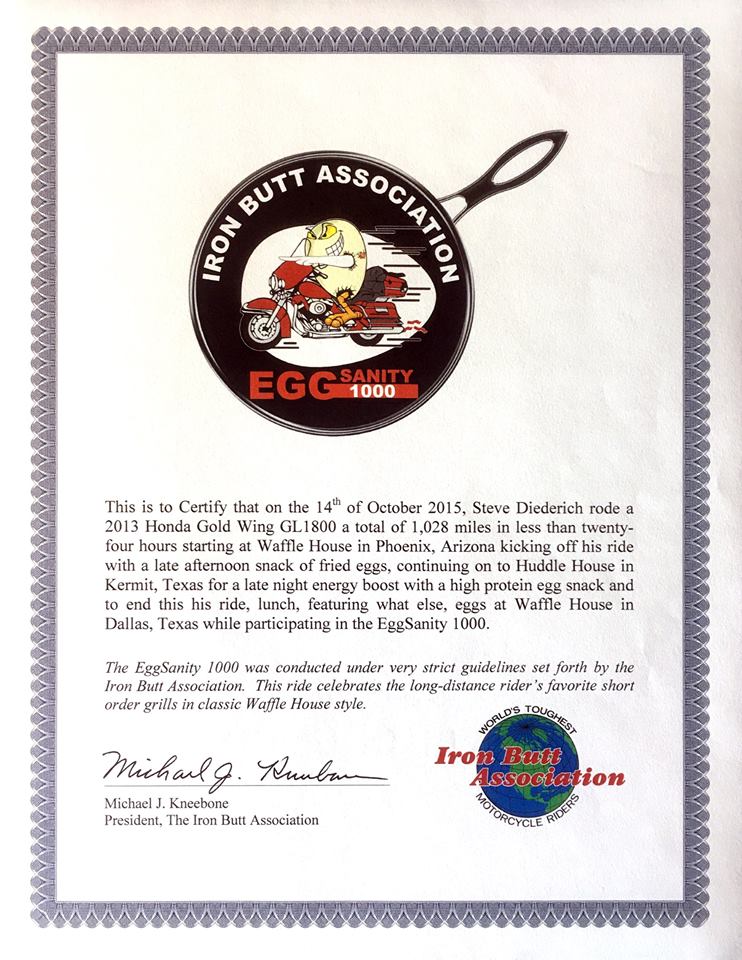 IRON BUTT ASSOCIATION
EGG SANITY
1000
This is to Certify that on the 14th of October 2015, Steve Diederich rode a
2013 Honda Gold Wing GL1800 a total of 1,028 miles in less than twenty-
four hours starting at Waffle House in Phoenix, Arizona kicking off his ride
with a late afternoon snack of fried eggs, continuing on to Huddle House in
Kermit, Texas for a late night energy boost with a high protein egg snack and
to end this his ride, lunch, featuring what else, eggs at Waffle House in
Dallas, Texas while participating in the EggSanity 1000.
The EggSanity 1000 was conducted under very strict guidelines set forth by the
Iron Butt Association. This ride celebrates the long-distance rider's favorite short
order grills in classic Waffle House style.
WORLD'S TOUGHEST
Iron Butt
Association
MOTORCYCLE RIDERS
Michael J. Kneebone
Michael J. Kneebone
President, The Iron Butt Association